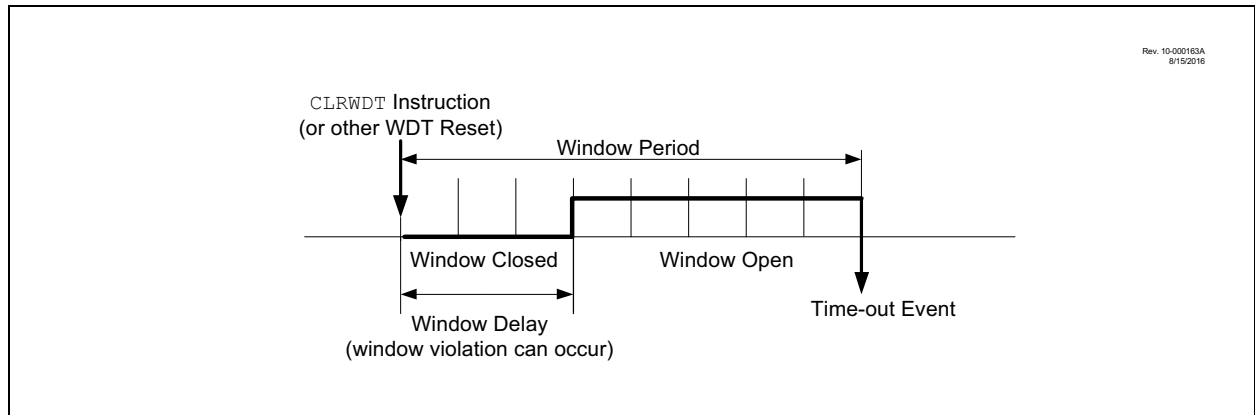 Rev. 10-000163A
8/15/2016
CLRWDT Instruction
(or other WDT Reset)
Window Period
Window Closed
Window Open
Window Delay
(window violation can occur)
Time-out Event